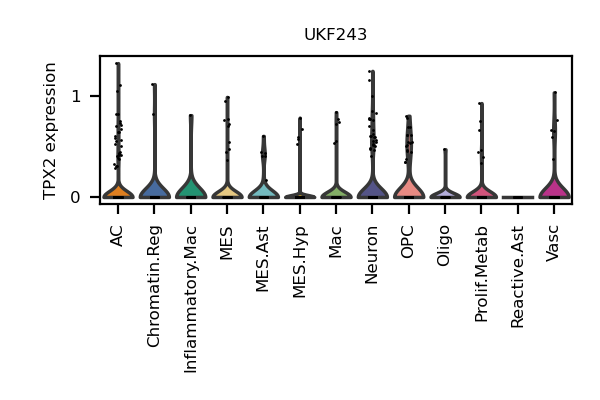 UKF243
TPX2 expression
1
0
AC
Chromatin.Reg
Inflammatory.Mac
MES
MES.Ast
MES.Hyp
Mac
Neuron
OPC
Oligo
Prolif.Metab
Reactive.Ast
Vasc